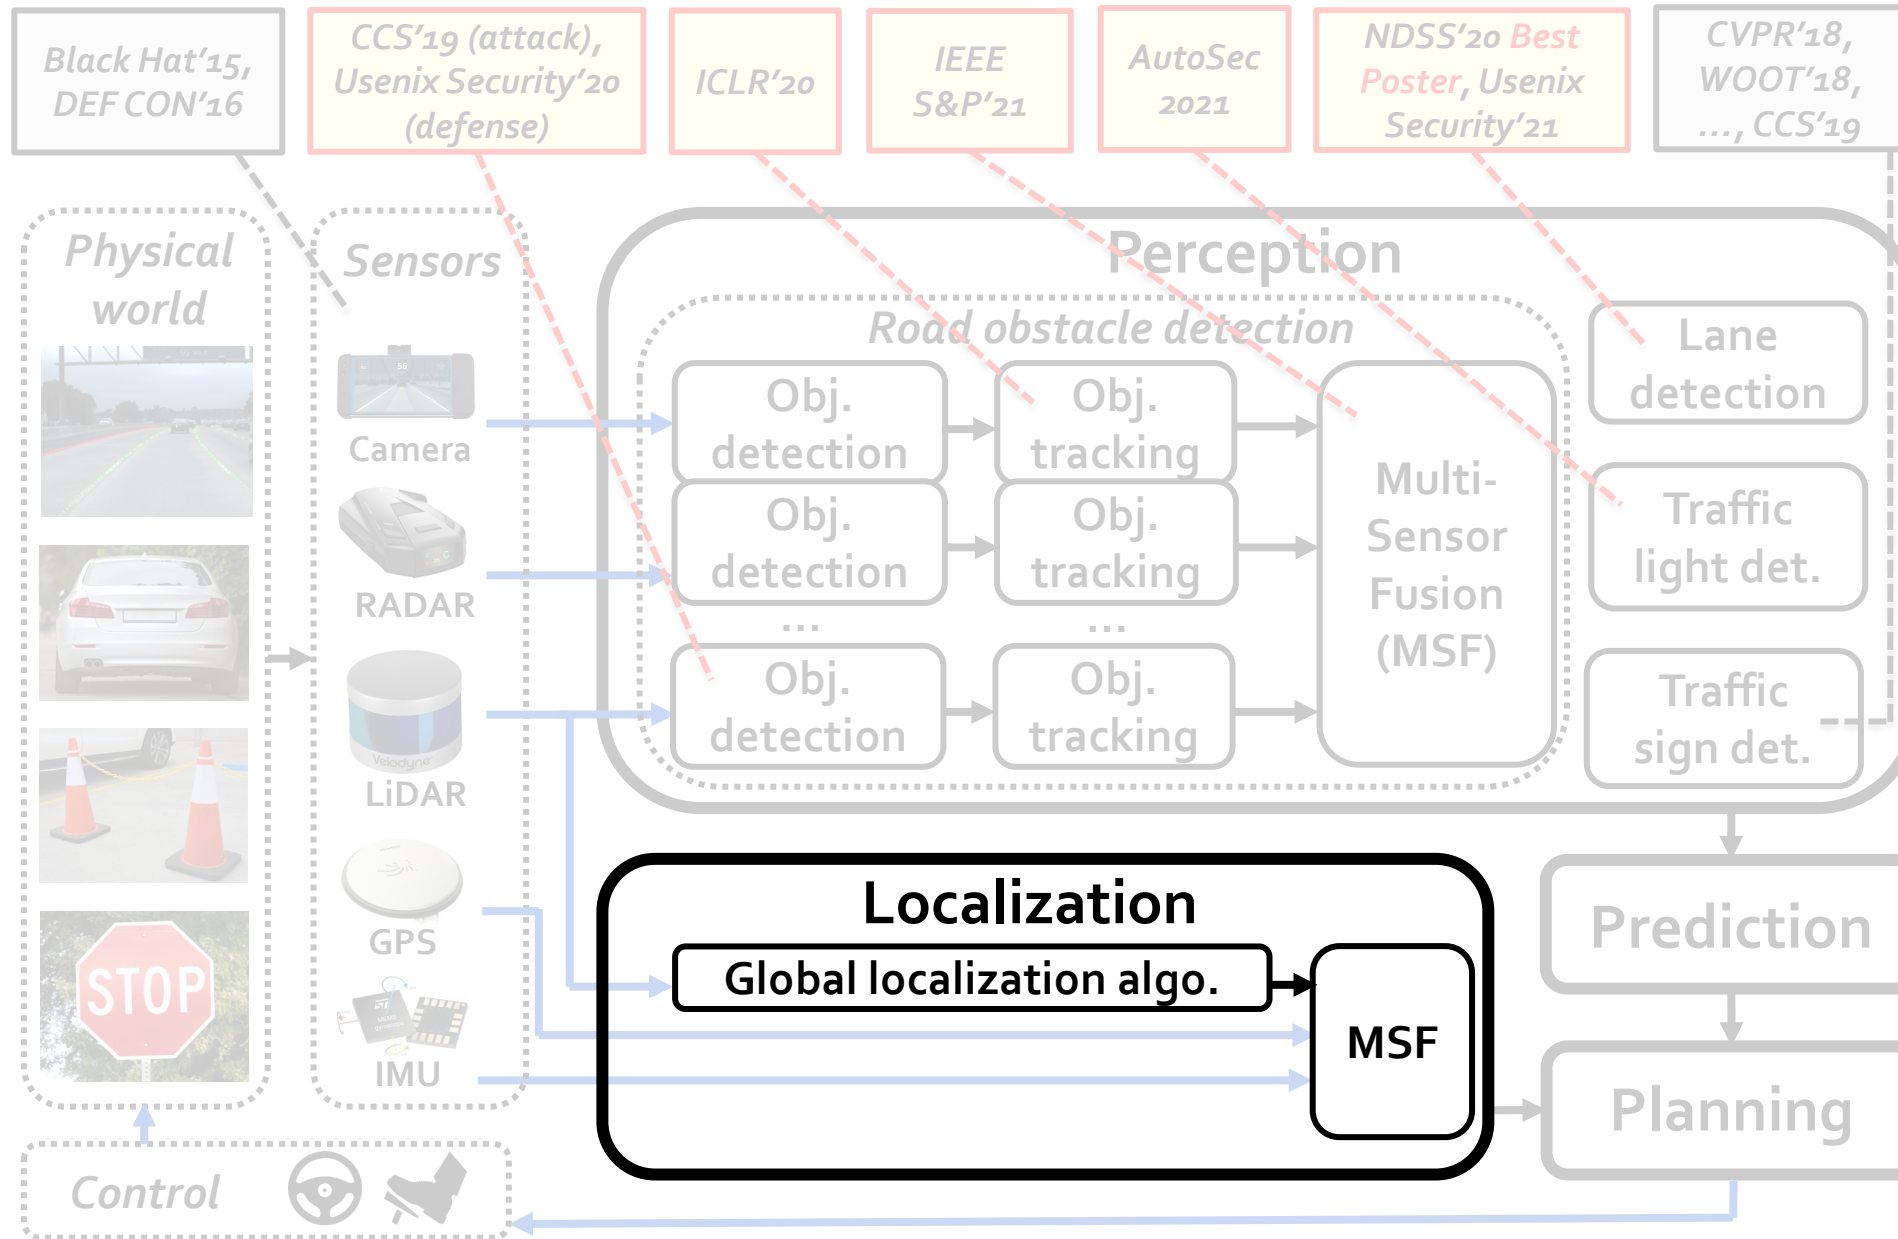 Black Hat'15,
DEF CON'16
CCS'19 (attack),
Usenix Security'20
(defense)
ICLR'20
IEEE
S&P'21
AutoSec
2021
NDSS'20 Best
Poster, Usenix
Security'21
CVPR'18,
WOOT'18,
..., CCS'19
Physical
world
STOP
Sensors
56
Camera
RADAR
Velodyne
LiDAR
GPS
IMU
Perception
Road obstacle detection
Obj.
detection
Obj.
tracking
Obj.
detection
Obj.
tracking
...
...
Obj.
detection
Obj.
tracking
Multi-
Sensor
Fusion
(MSF)
Lane
detection
Traffic
light det.
Traffic
sign det.
Localization
Global localization algo.
MSF
Prediction
Planning
Control